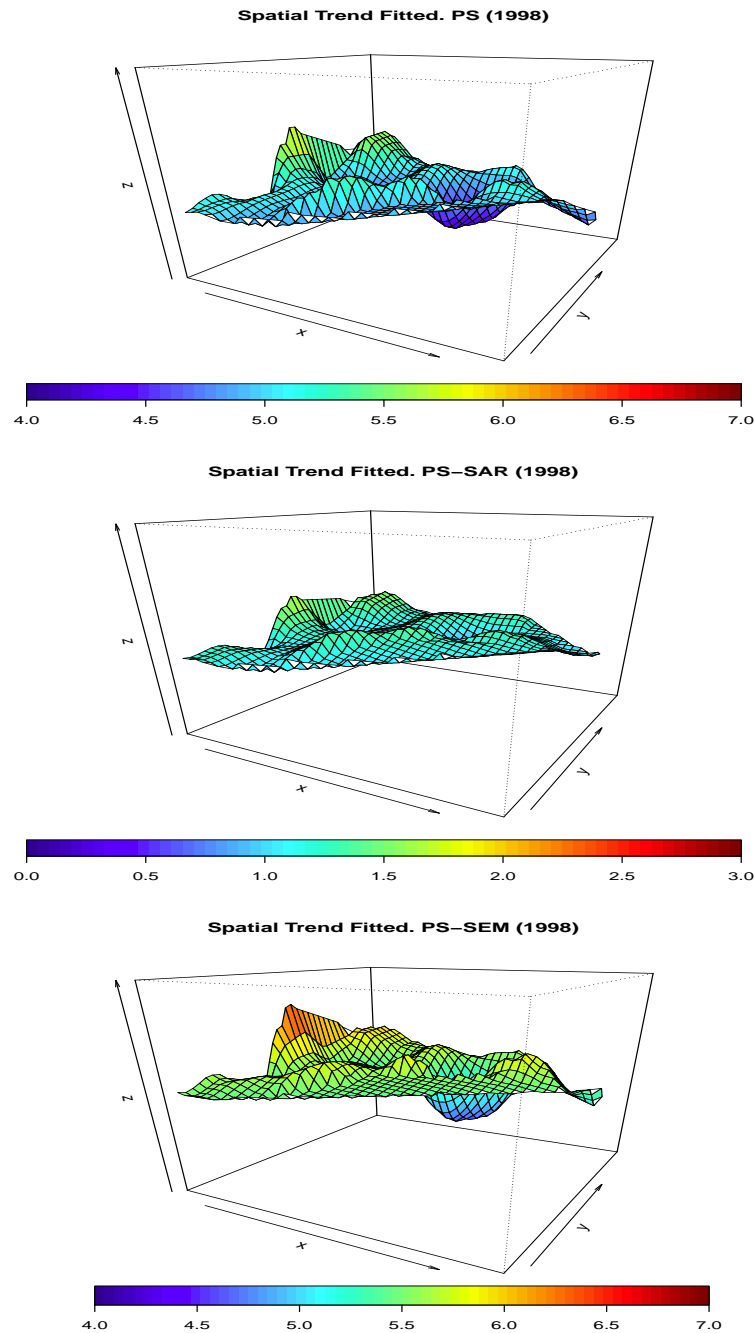 Spatial Trend Fitted. PS (1998)
z
x
y
4.0 4.5 5.0 5.5 6.0 6.5 7.0
Spatial Trend Fitted. PS−SAR (1998)
z
x
y
0.0 0.5 1.0 1.5 2.0 2.5 3.0
Spatial Trend Fitted. PS−SEM (1998)
z
x
y
4.0 4.5 5.0 5.5 6.0 6.5 7.0